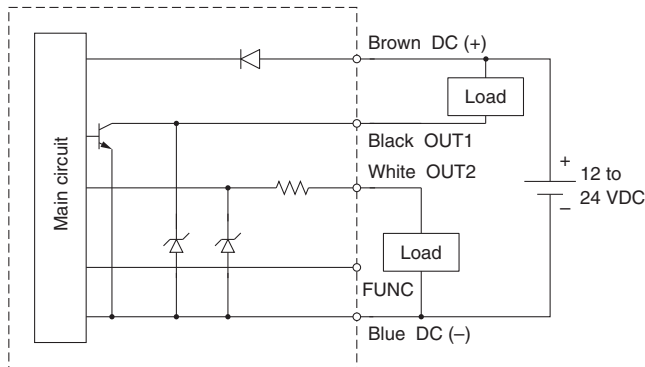 Brown DC (+)
Load
Main circuit
Black OUT1
White OUT2
+
12 to
24 VDC
–
Load
FUNC
Blue DC (–)